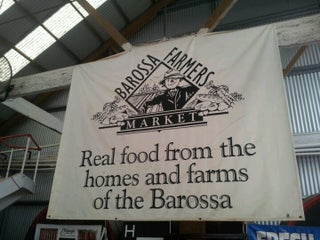 BAROSSA FARMERS
MARKET
Real food from the
homes and farms
of the Barossa
H
FRESH